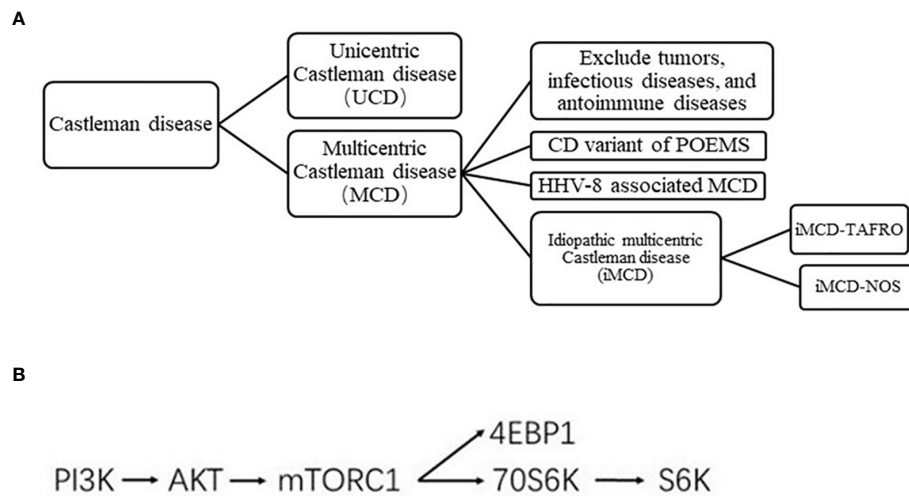 A
Castleman disease
Unicentric
Castleman disease
(UCD)
Multicentric
Castleman disease
(MCD)
Exclude tumors,
infectious diseases, and
antoimmune diseases
CD variant of POEMS
HHV-8 associated MCD
Idiopathic multicentric
Castleman disease
(iMCD)
iMCD-TAFRO
iMCD-NOS
B
PI3K → AKT → mTORC1
4EBP1
70S6K → S6K